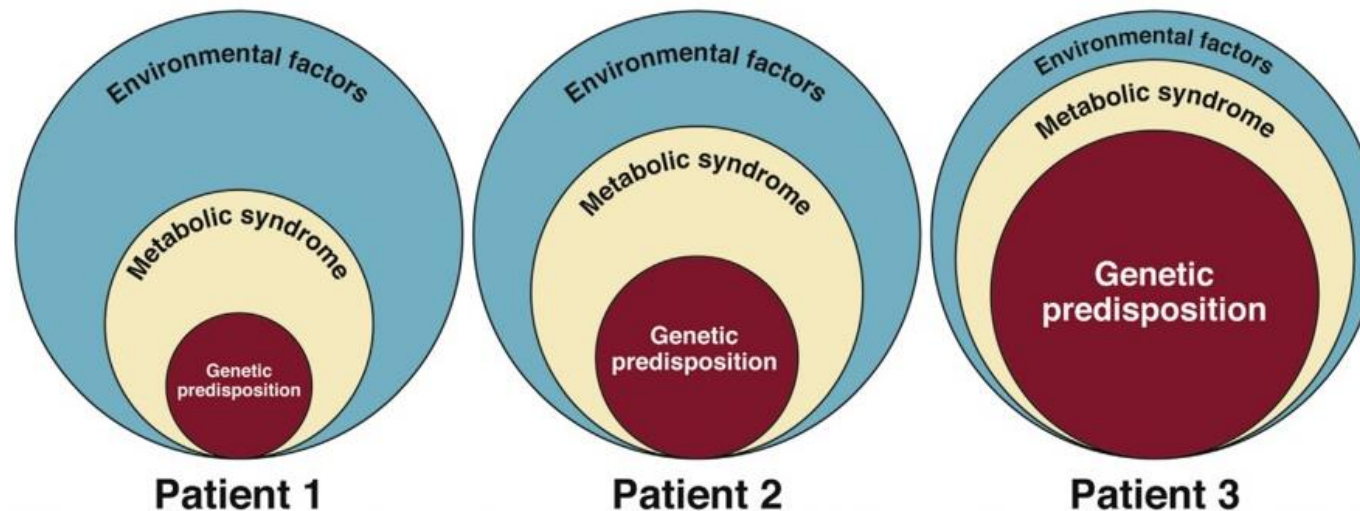 Environmental factors
Metabolic syndrome
Genetic
predisposition
Patient 1
Environmental factors
Metabolic syndrome
Genetic
predisposition
Patient 2
Environmental factors
Metabolic syndrome
Genetic
predisposition
Patient 3